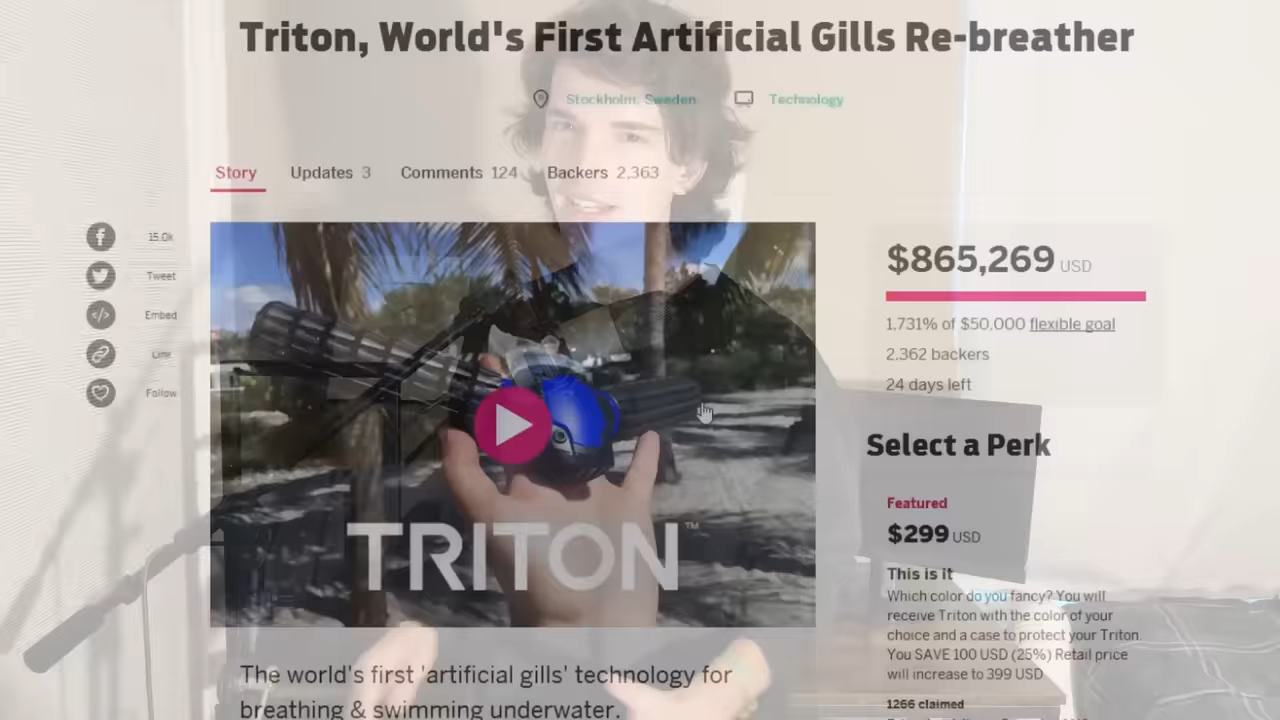 Triton, World's First Artificial Gills Re-breather
Stockholm, Sweden
Technology
Story
Updates 3
Comments 124
Backers 2,363
15.0k
Tweet
Embed
Link
Follow
TRITON™
The world's first 'artificial gills' technology for
breathing & swimming underwater.
$865,269 USD
1,731% of $50,000 flexible goal
2,362 backers
24 days left
Select a Perk
Featured
$299 USD
This is it
Which color do you fancy? You will
receive Triton with the color of your
choice and a case to protect your Triton.
You SAVE 100 USD (25%) Retail price
will increase to 399 USD
1266 claimed